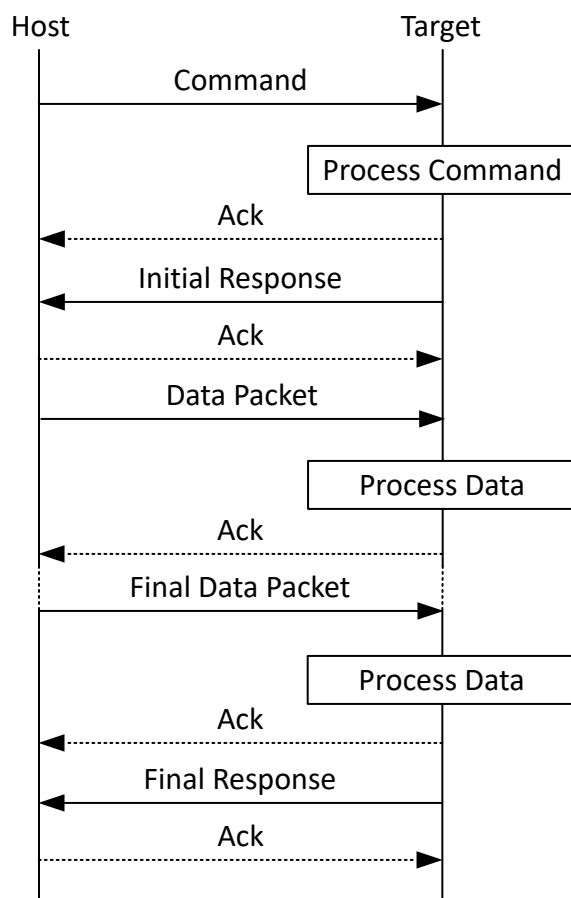 Host
Target
Command
Process Command
Ack
Initial Response
Ack
Data Packet
Process Data
Ack
Final Data Packet
Process Data
Ack
Final Response
Ack